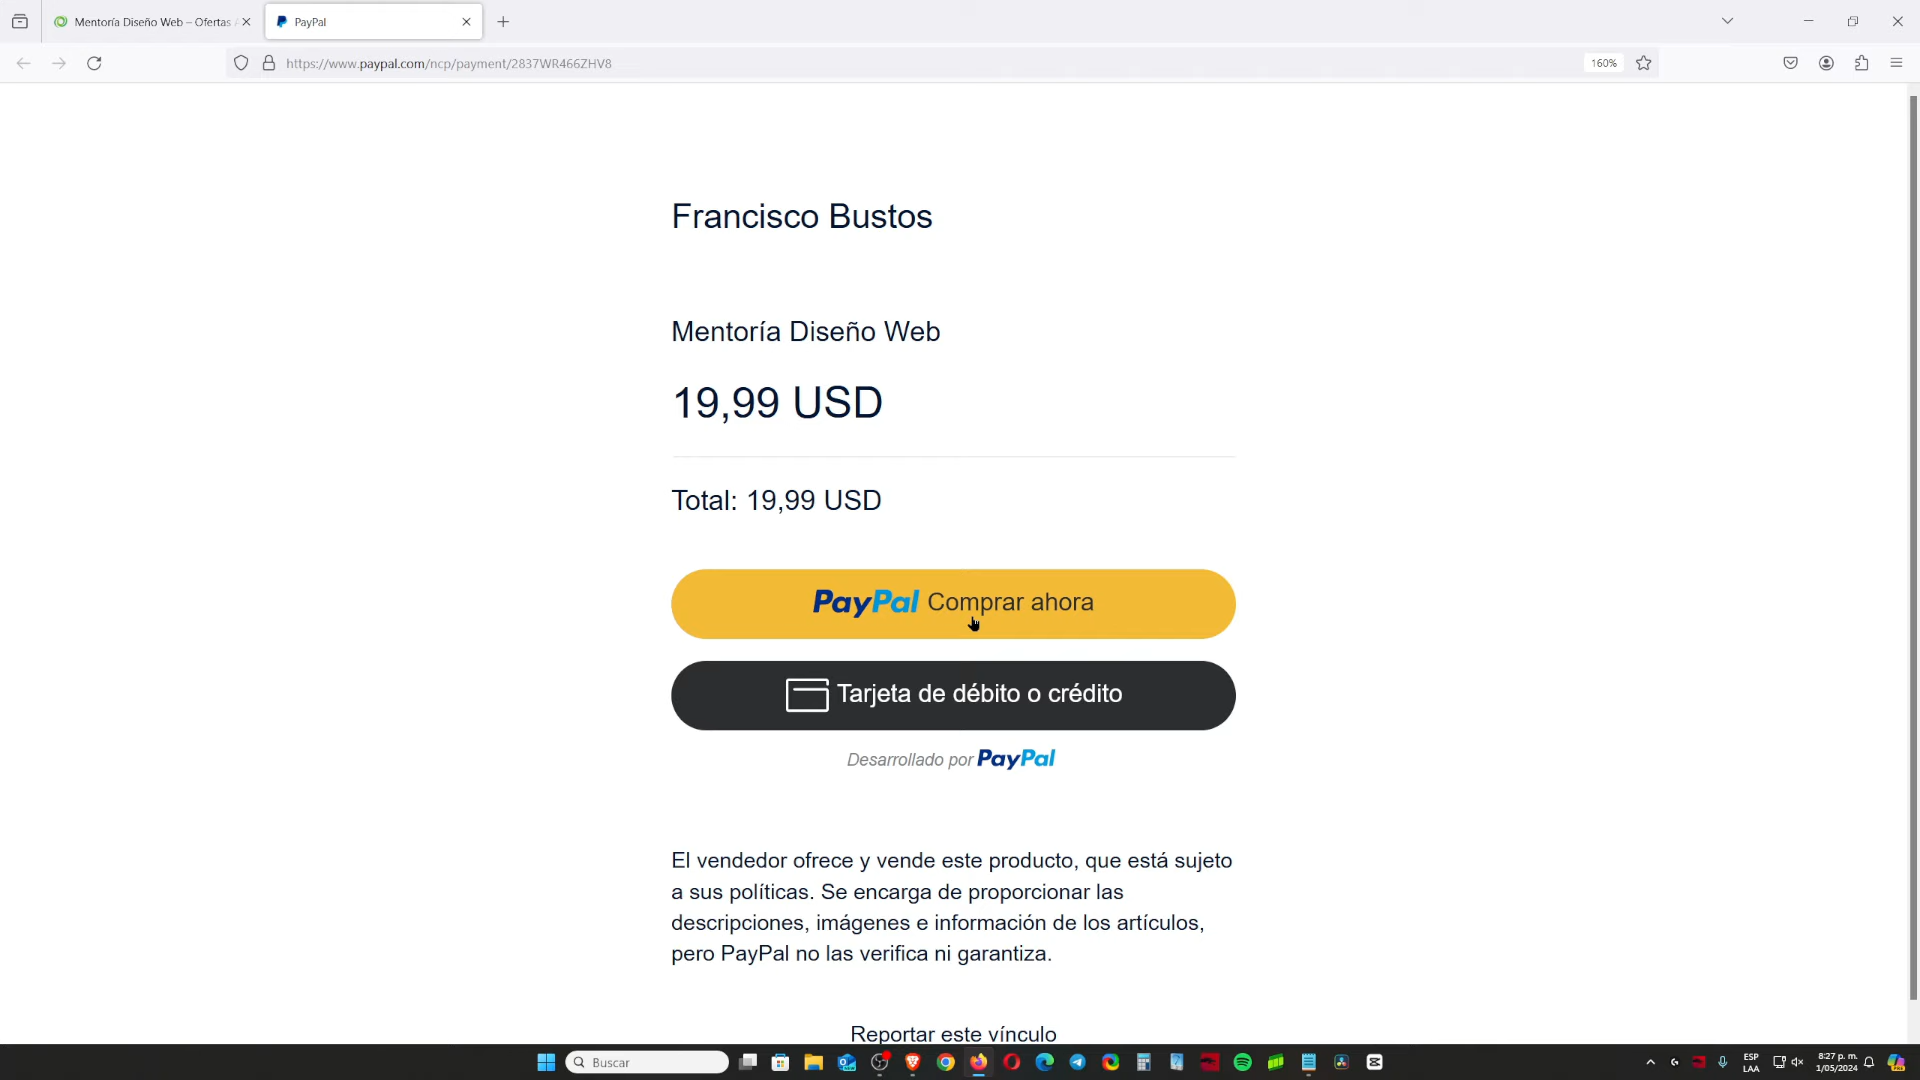 Mentoría Diseño Web – Ofertas
PayPal
https://www.paypal.com/ncp/payment/2837WR466ZHV8
160%
Francisco Bustos
Mentoría Diseño Web
19,99 USD
Total: 19,99 USD
PayPal Comprar ahora
Tarjeta de débito o crédito
Desarrollado por PayPal
El vendedor ofrece y vende este producto, que está sujeto
a sus políticas. Se encarga de proporcionar las
descripciones, imágenes e información de los artículos,
pero PayPal no las verifica ni garantiza.
Reportar este vínculo
Buscar
ESP
LAA
8:27 p. m.
1/05/2024